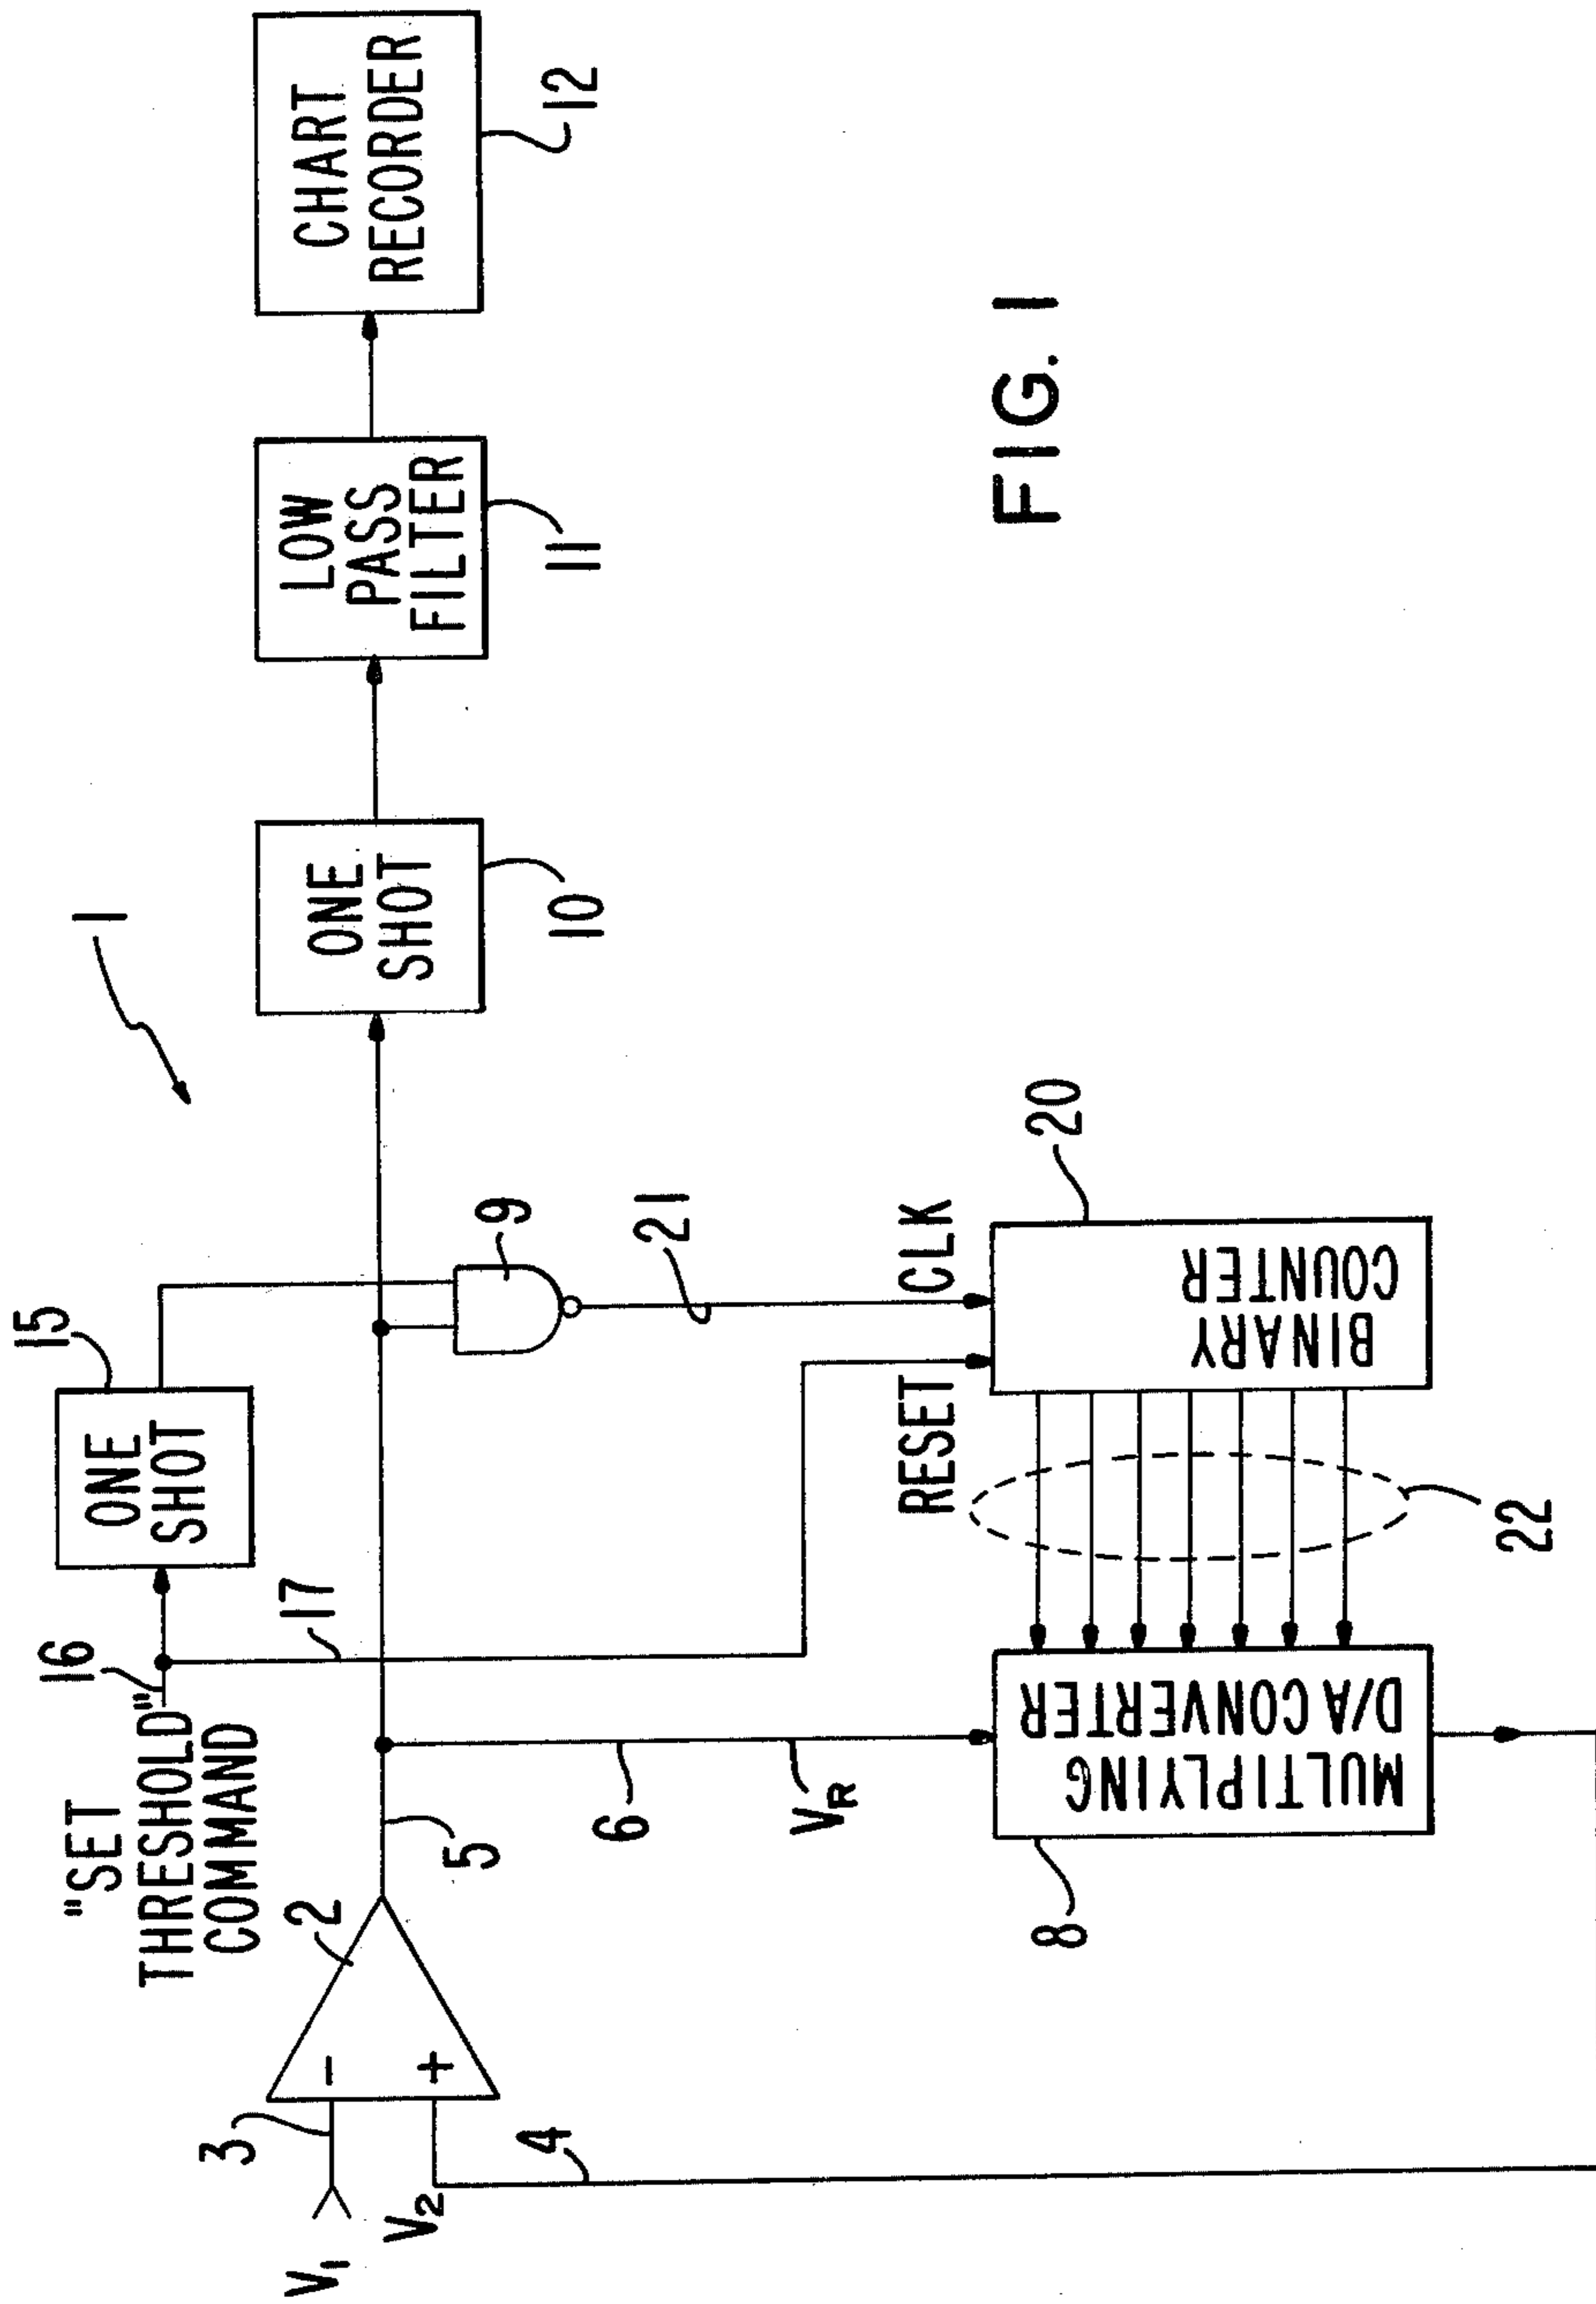 1
"SET
THRESHOLD"
COMMAND
16
ONE
SHOT
15
17
V1
3
V2
4
−
+
2
5
6
VR
9
21
ONE
SHOT
10
LOW
PASS
FILTER
11
CHART
RECORDER
12
RESET
CLK
8
MULTIPLYING
D/A CONVERTER
22
BINARY
COUNTER
20
FIG. 1